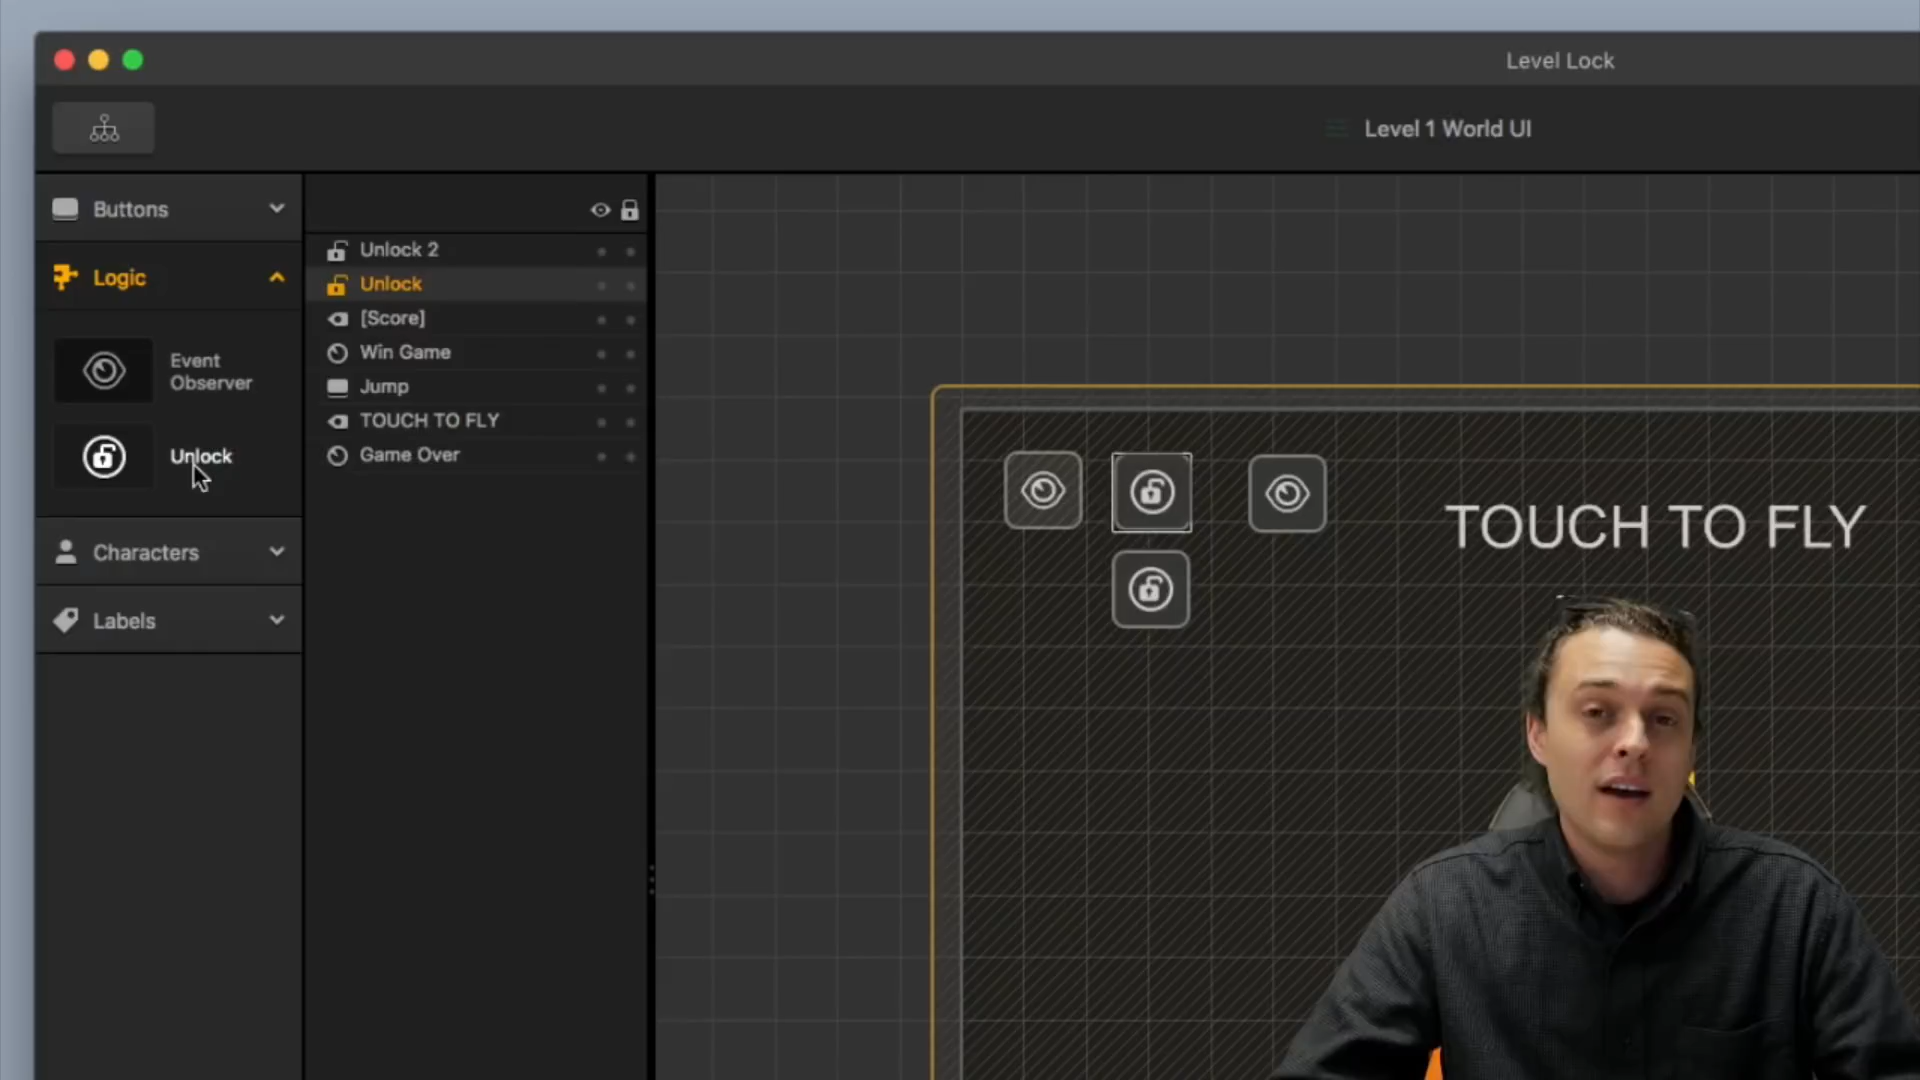 Level Lock
Level 1 World UI
Buttons
Logic
Event
Observer
Unlock
Characters
Labels
Unlock 2
Unlock
[Score]
Win Game
Jump
TOUCH TO FLY
Game Over
TOUCH TO FLY